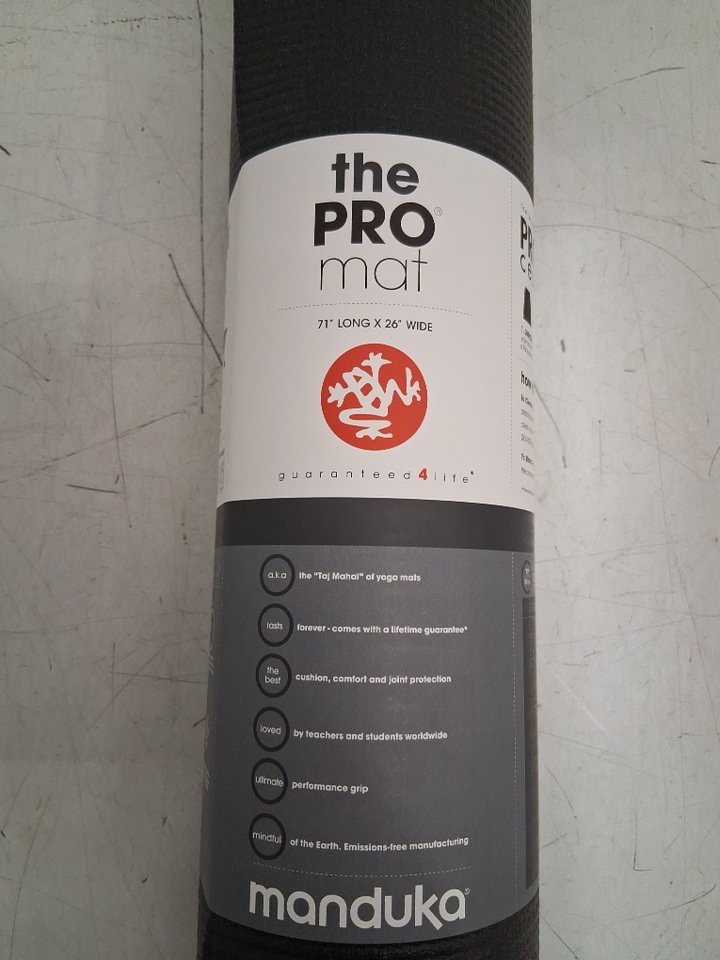 the
PRO®
mat
71" LONG X 26" WIDE
guaranteed4life*
a.k.a the "Taj Mahal" of yoga mats
lasts forever - comes with a lifetime guarantee*
the best cushion, comfort and joint protection
loved by teachers and students worldwide
ultimate performance grip
mindful of the Earth. Emissions-free manufacturing
manduka®